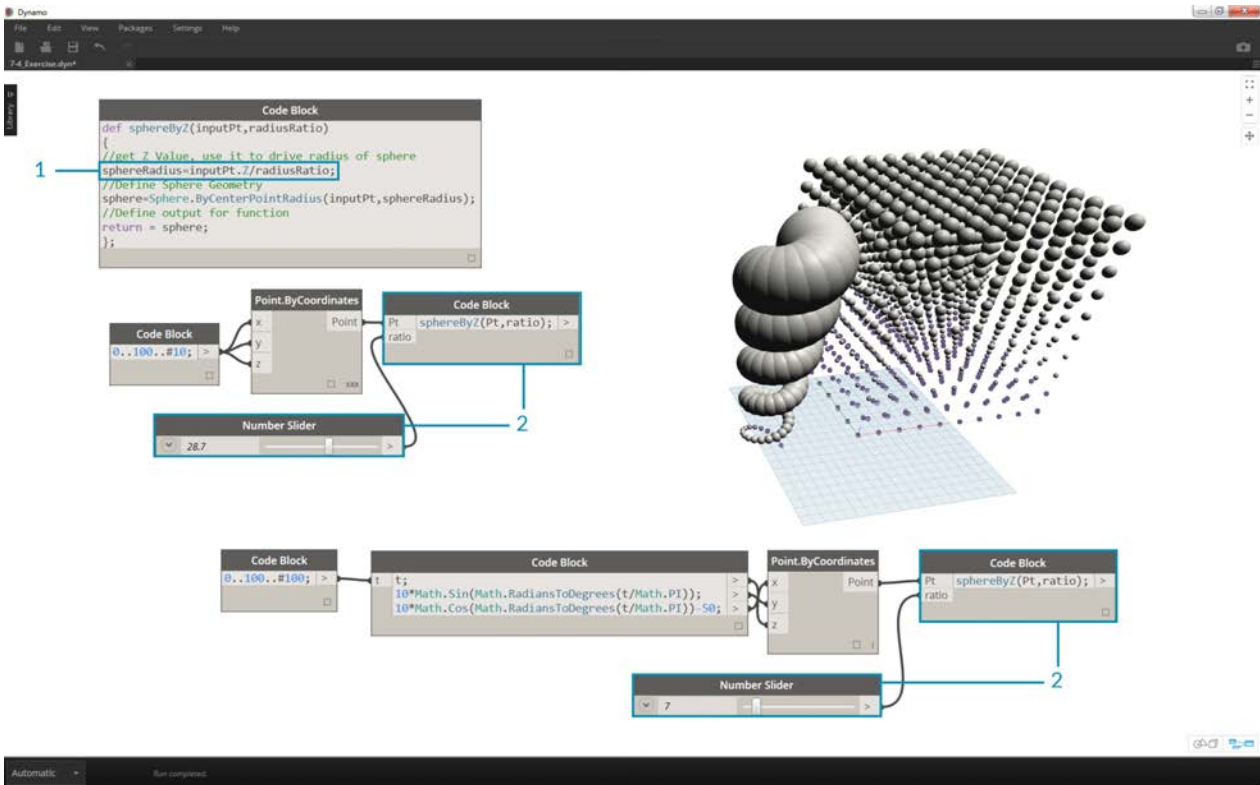 Dynamo
File Edit View Packages Settings Help
7-4_Exercise.dyn*
Library
Code Block
def sphereByZ(inputPt,radiusRatio)
{
//get Z Value, use it to drive radius of sphere
1
sphereRadius=inputPt.Z/radiusRatio;
//Define Sphere Geometry
sphere=Sphere.ByCenterPointRadius(inputPt,sphereRadius);
//Define output for function
return = sphere;
};
Code Block
0..100..#10; >
Point.ByCoordinates
x Point
y
z
xxx
Code Block
Pt sphereByZ(Pt,ratio); >
ratio
2
Number Slider
28.7 >
Code Block
0..100..#100; >
Code Block
t t; >
10*Math.Sin(Math.RadiansToDegrees(t/Math.PI)); >
10*Math.Cos(Math.RadiansToDegrees(t/Math.PI))-50; >
Point.ByCoordinates
x Point
y
z
Code Block
Pt sphereByZ(Pt,ratio); >
ratio
2
Number Slider
7 >
Automatic Run completed.